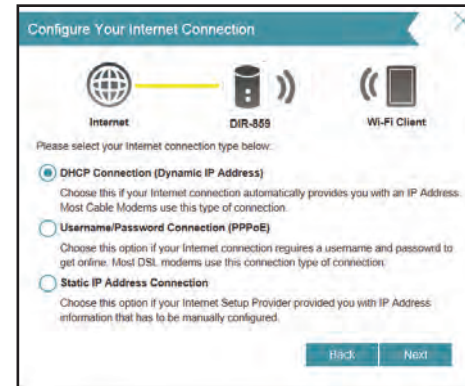 Configure Your Internet Connection
Internet
DIR-859
Wi-Fi Client
Please select your Internet connection type below:
DHCP Connection (Dynamic IP Address)
Choose this if your Internet connection automatically provides you with an IP Address.
Most Cable Modems use this type of connection.
Username/Password Connection (PPPoE)
Choose this option if your Internet connection requires a username and passowrd to
get online. Most DSL modems use this connection type of connection.
Static IP Address Connection
Choose this option if your Internet Setup Provider provided you with IP Address
information that has to be manually configured.
Back
Next